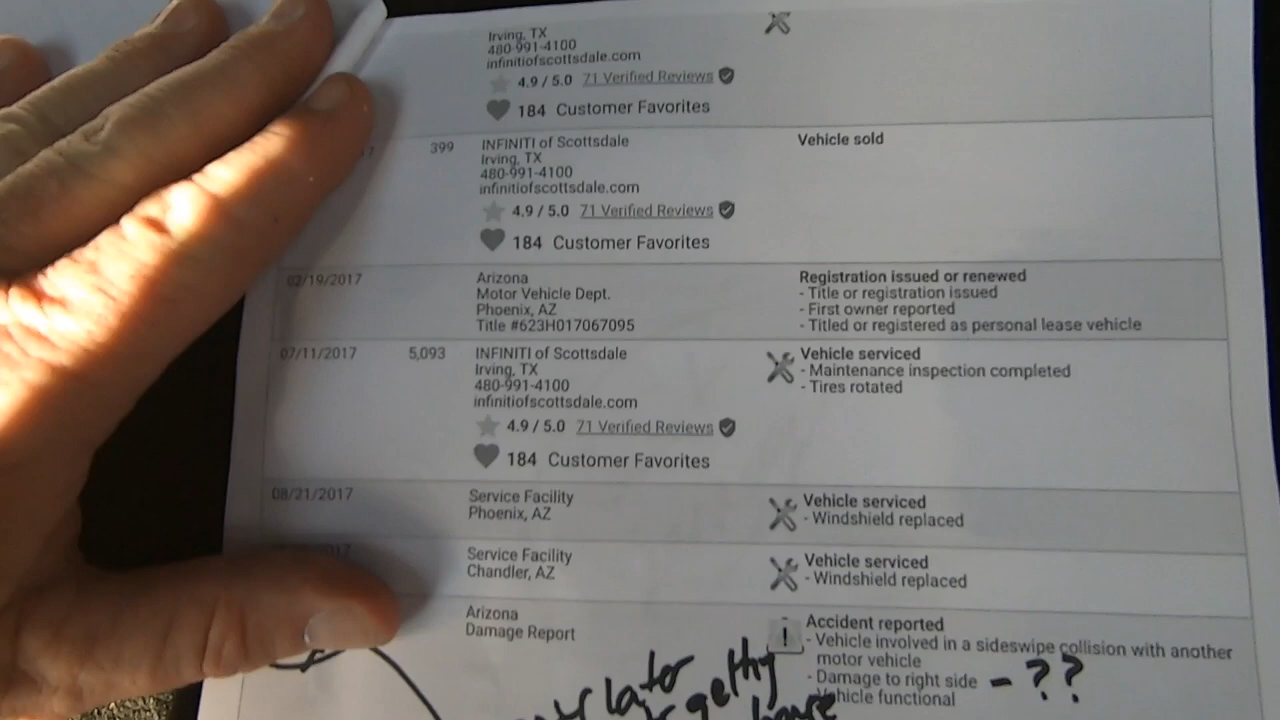 Irving, TX
480-991-4100
infinitiofscottsdale.com
4.9 / 5.0 71 Verified Reviews
184 Customer Favorites
399 INFINITI of Scottsdale Vehicle sold
Irving, TX
480-991-4100
infinitiofscottsdale.com
4.9 / 5.0 71 Verified Reviews
184 Customer Favorites
02/19/2017 Arizona Registration issued or renewed
Motor Vehicle Dept. - Title or registration issued
Phoenix, AZ - First owner reported
Title #623H017067095 - Titled or registered as personal lease vehicle
07/11/2017 5,093 INFINITI of Scottsdale Vehicle serviced
Irving, TX - Maintenance inspection completed
480-991-4100 - Tires rotated
infinitiofscottsdale.com
4.9 / 5.0 71 Verified Reviews
184 Customer Favorites
08/21/2017 Service Facility Vehicle serviced
Phoenix, AZ - Windshield replaced
Service Facility Vehicle serviced
Chandler, AZ - Windshield replaced
Arizona Accident reported
Damage Report - Vehicle involved in a sideswipe collision with another
motor vehicle
- Damage to right side - ??
- Vehicle functional
later